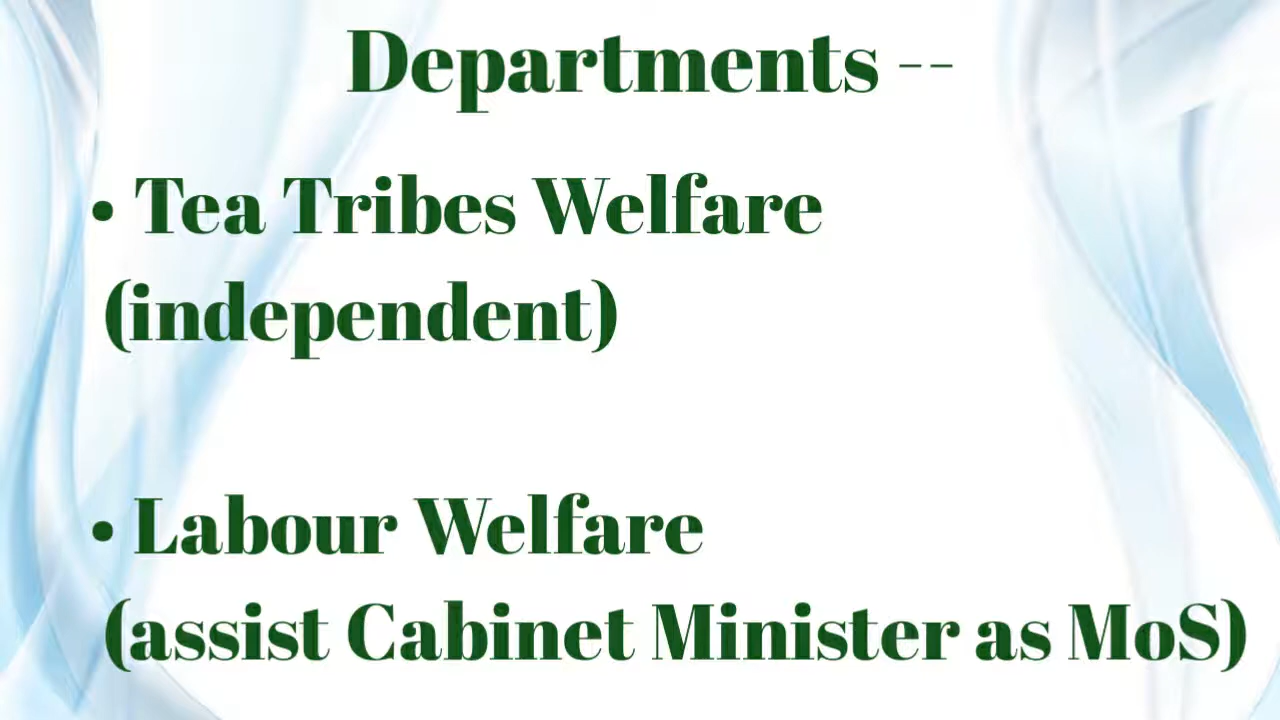 Departments --
• Tea Tribes Welfare
(independent)
• Labour Welfare
(assist Cabinet Minister as MoS)